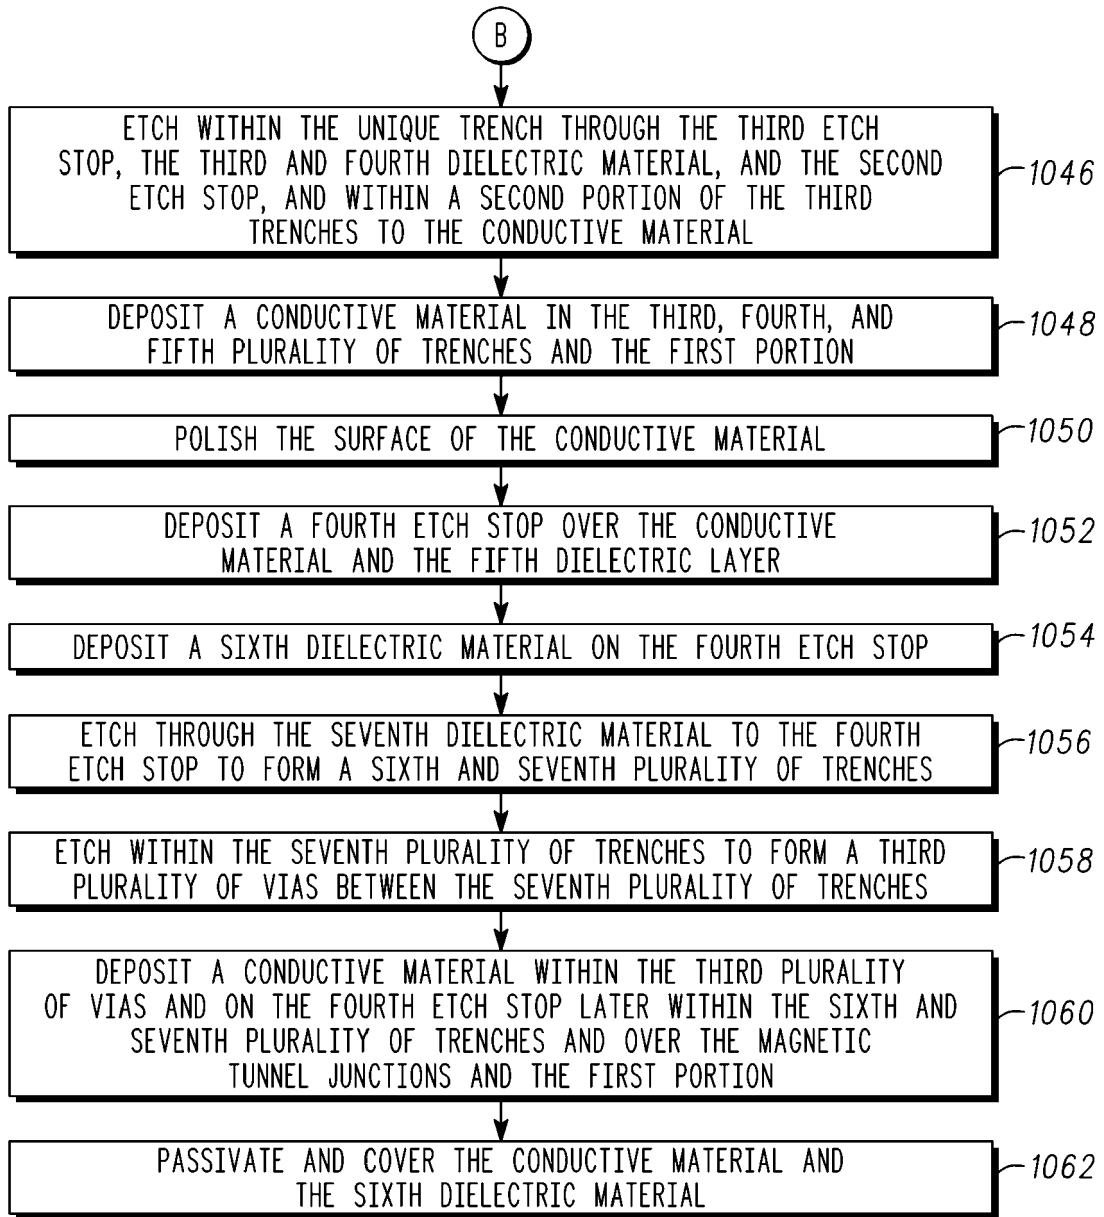 B
ETCH WITHIN THE UNIQUE TRENCH THROUGH THE THIRD ETCH
STOP, THE THIRD AND FOURTH DIELECTRIC MATERIAL, AND THE SECOND
ETCH STOP, AND WITHIN A SECOND PORTION OF THE THIRD
TRENCHES TO THE CONDUCTIVE MATERIAL
1046
DEPOSIT A CONDUCTIVE MATERIAL IN THE THIRD, FOURTH, AND
FIFTH PLURALITY OF TRENCHES AND THE FIRST PORTION
1048
POLISH THE SURFACE OF THE CONDUCTIVE MATERIAL
1050
DEPOSIT A FOURTH ETCH STOP OVER THE CONDUCTIVE
MATERIAL AND THE FIFTH DIELECTRIC LAYER
1052
DEPOSIT A SIXTH DIELECTRIC MATERIAL ON THE FOURTH ETCH STOP
1054
ETCH THROUGH THE SEVENTH DIELECTRIC MATERIAL TO THE FOURTH
ETCH STOP TO FORM A SIXTH AND SEVENTH PLURALITY OF TRENCHES
1056
ETCH WITHIN THE SEVENTH PLURALITY OF TRENCHES TO FORM A THIRD
PLURALITY OF VIAS BETWEEN THE SEVENTH PLURALITY OF TRENCHES
1058
DEPOSIT A CONDUCTIVE MATERIAL WITHIN THE THIRD PLURALITY
OF VIAS AND ON THE FOURTH ETCH STOP LATER WITHIN THE SIXTH AND
SEVENTH PLURALITY OF TRENCHES AND OVER THE MAGNETIC
TUNNEL JUNCTIONS AND THE FIRST PORTION
1060
PASSIVATE AND COVER THE CONDUCTIVE MATERIAL AND
THE SIXTH DIELECTRIC MATERIAL
1062